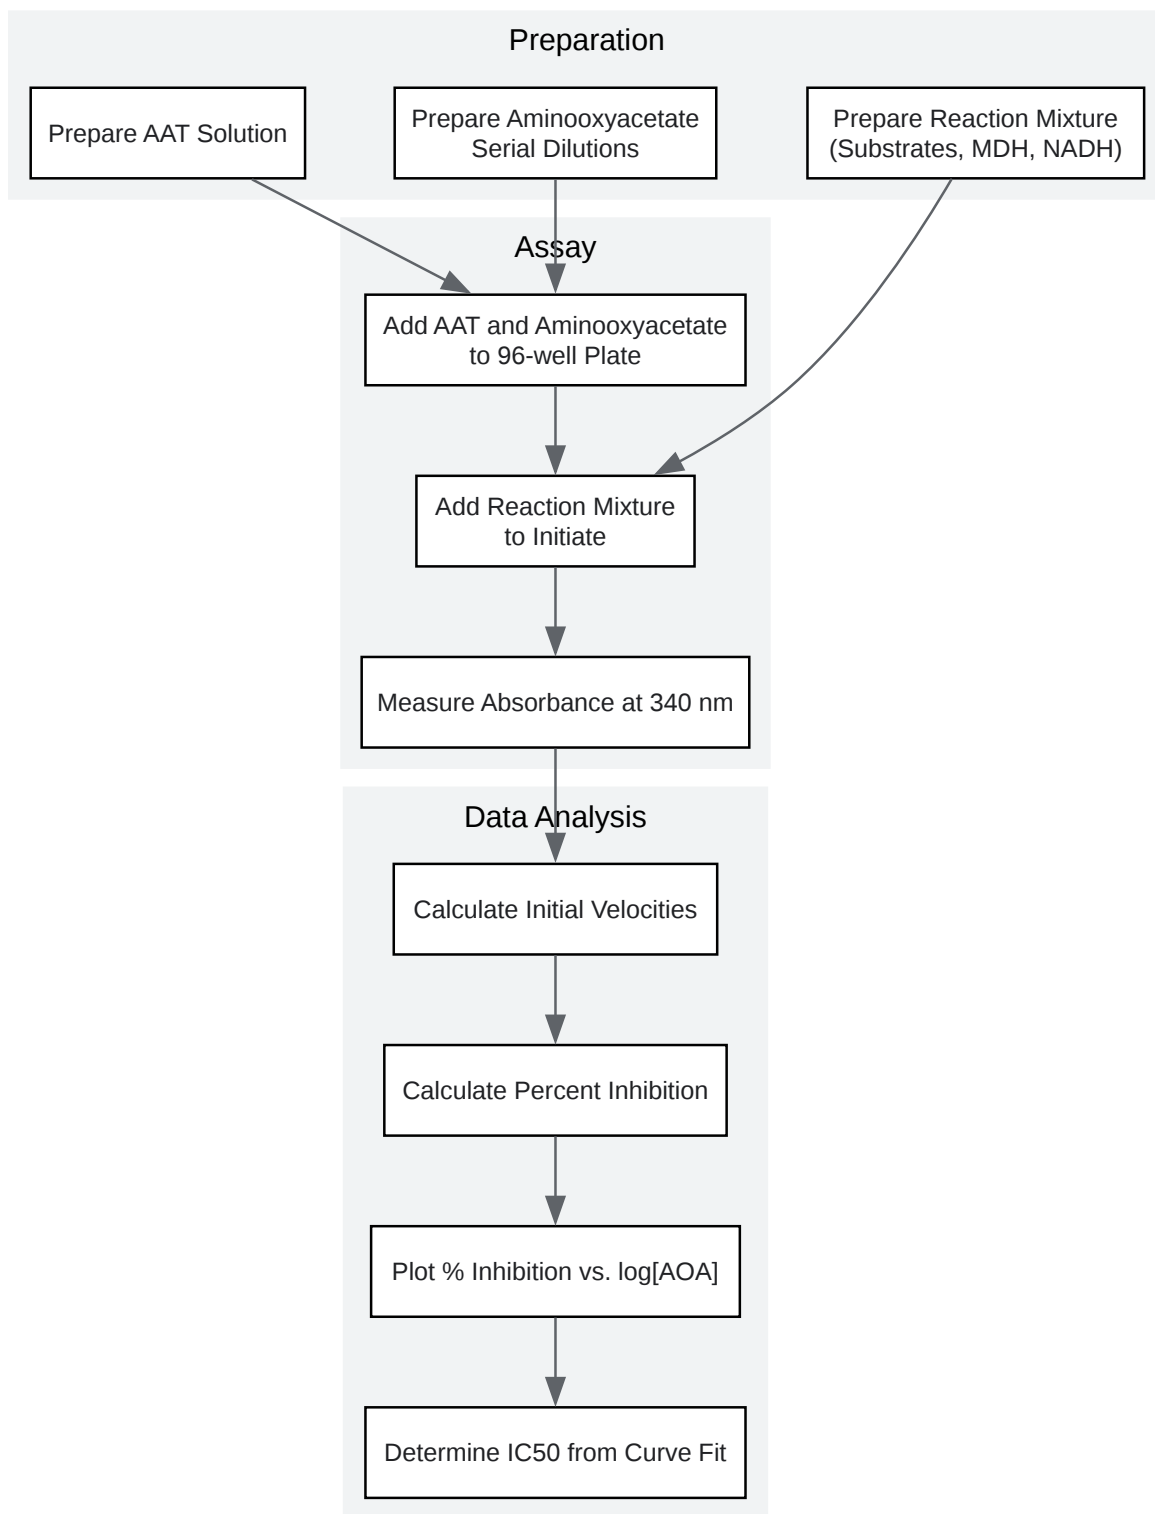 Preparation
Prepare AAT Solution
Prepare Aminooxyacetate
Serial Dilutions
Prepare Reaction Mixture
(Substrates, MDH, NADH)
Assay
Add AAT and Aminooxyacetate
to 96-well Plate
Add Reaction Mixture
to Initiate
Measure Absorbance at 340 nm
Data Analysis
Calculate Initial Velocities
Calculate Percent Inhibition
Plot % Inhibition vs. log[AOA]
Determine IC50 from Curve Fit